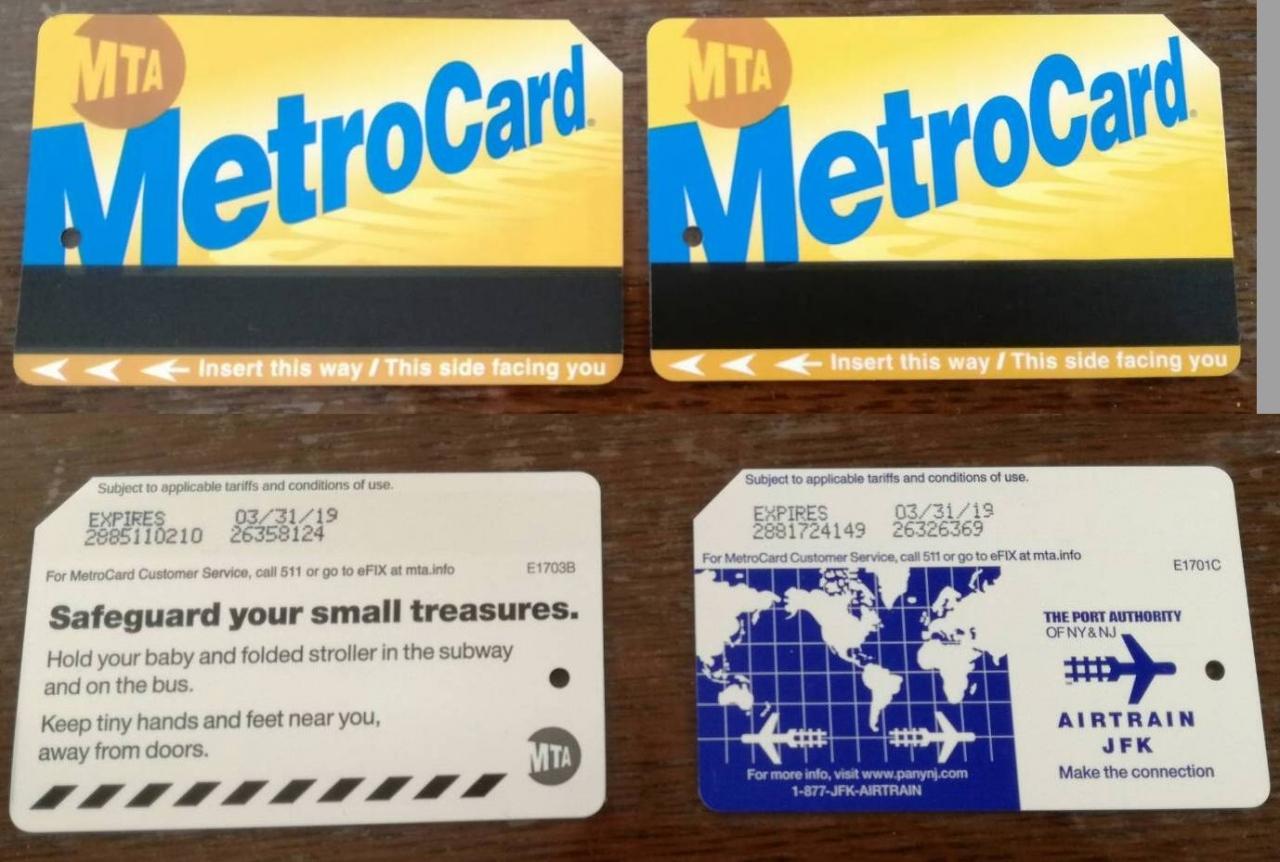 MTA
MetroCard.
Insert this way / This side facing you
MTA
MetroCard.
Insert this way / This side facing you
Subject to applicable tariffs and conditions of use.
EXPIRES 03/31/19
2885110210 26358124
For MetroCard Customer Service, call 511 or go to eFIX at mta.info
E1703B
Safeguard your small treasures.
Hold your baby and folded stroller in the subway
and on the bus.
Keep tiny hands and feet near you,
away from doors.
MTA
Subject to applicable tariffs and conditions of use.
EXPIRES 03/31/19
2881724149 26326369
For MetroCard Customer Service, call 511 or go to eFIX at mta.info
E1701C
THE PORT AUTHORITY
OF NY & NJ
AIRTRAIN
JFK
Make the connection
For more info, visit www.panynj.com
1-877-JFK-AIRTRAIN